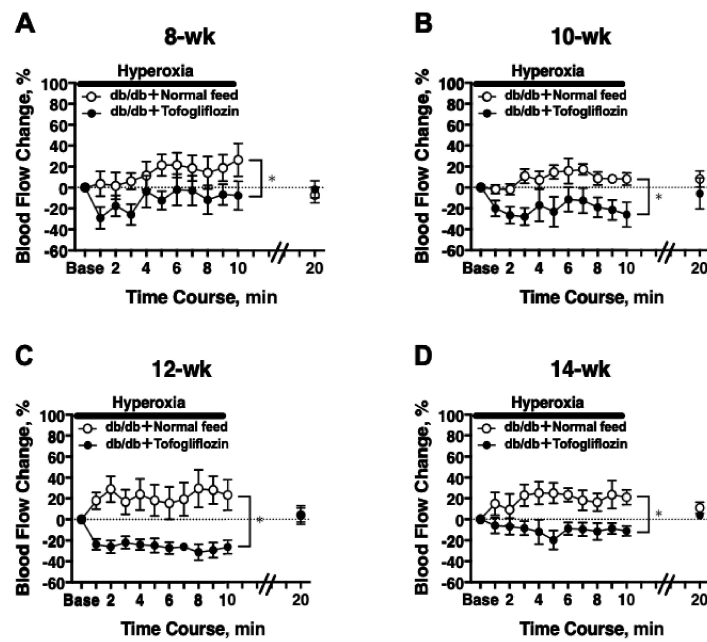 A
8-wk
Hyperoxia
db/db+Normal feed
db/db+Tofogliflozin
Blood Flow Change, %
100
80
60
40
20
0
-20
-40
-60
Base 2 4 6 8 10 20
Time Course, min
*
B
10-wk
Hyperoxia
db/db+Normal feed
db/db+Tofogliflozin
Blood Flow Change, %
100
80
60
40
20
0
-20
-40
-60
Base 2 4 6 8 10 20
Time Course, min
*
C
12-wk
Hyperoxia
db/db+Normal feed
db/db+Tofogliflozin
Blood Flow Change, %
100
80
60
40
20
0
-20
-40
-60
Base 2 4 6 8 10 20
Time Course, min
*
D
14-wk
Hyperoxia
db/db+Normal feed
db/db+Tofogliflozin
Blood Flow Change, %
100
80
60
40
20
0
-20
-40
-60
Base 2 4 6 8 10 20
Time Course, min
*